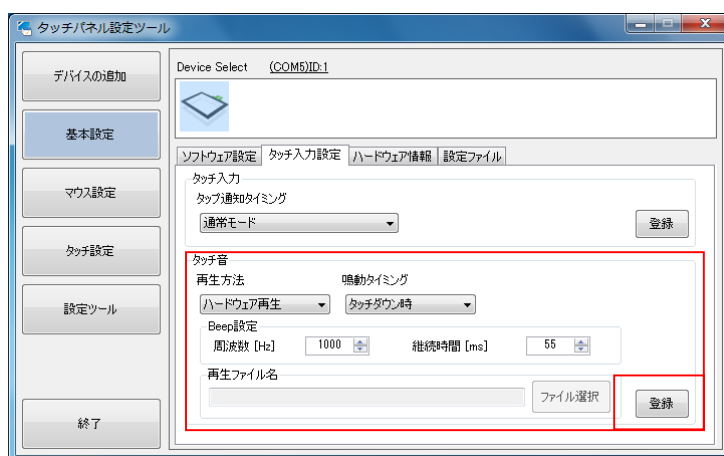 タッチパネル設定ツール
デバイスの追加
基本設定
マウス設定
タッチ設定
設定ツール
終了
Device Select (COM5)ID:1
ソフトウェア設定 タッチ入力設定 ハードウェア情報 設定ファイル
タッチ入力
タップ通知タイミング
通常モード
登録
タッチ音
再生方法 鳴動タイミング
ハードウェア再生 タッチダウン時
Beep設定
周波数 [Hz] 1000 継続時間 [ms] 55
再生ファイル名
ファイル選択
登録